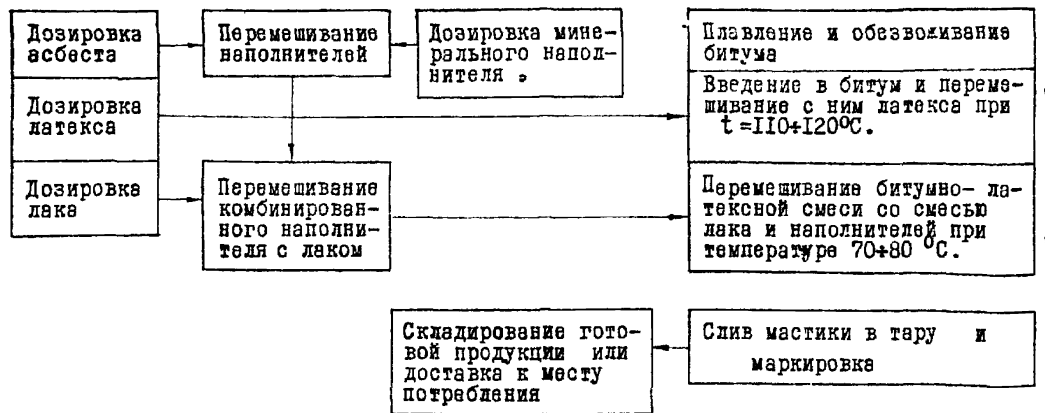 Дозировка
асбеста
Перемешивание
наполнителей
Дозировка мине-
рального напол-
нителя .
Плавление и обезвоживание
битума
Дозировка
латекса
Введение в битум и переме-
шивание с ним латекса при
t =II0+I20°C.
Дозировка
лака
Перемешивание
комбинирован-
ного наполни-
теля с лаком
Перемешивание битумно- ла-
тексной смеси со смесью
лака и наполнителей при
температуре 70+80 °C.
Складирование гото-
вой продукции или
доставка к месту
потребления
Слив мастики в тару и
маркировка